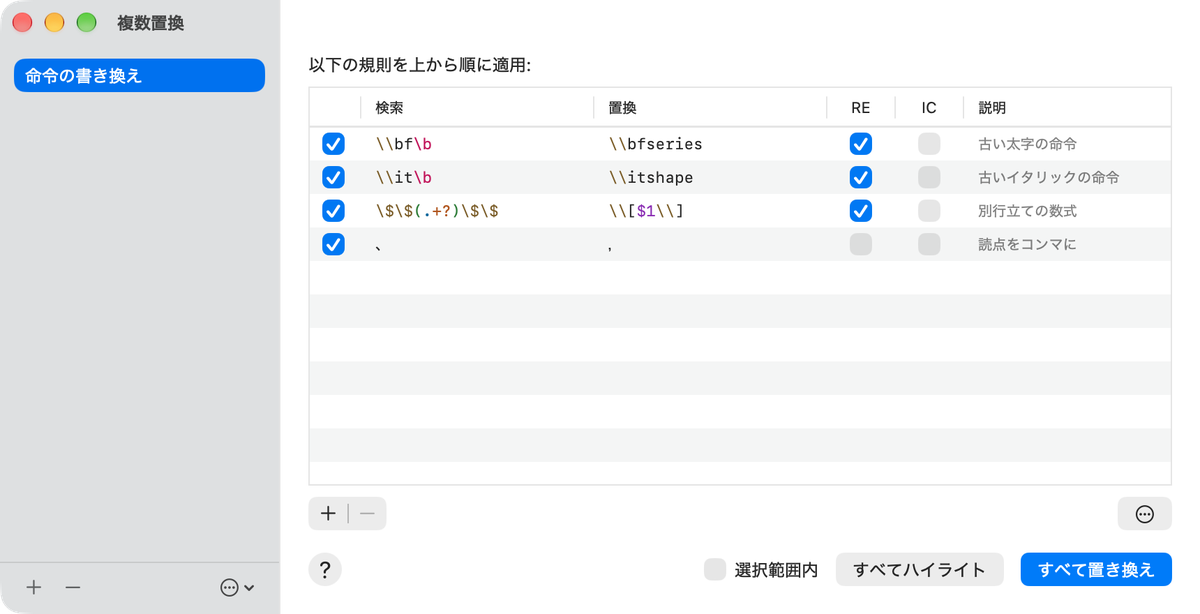 複数置換
命令の書き換え
以下の規則を上から順に適用:
検索 置換 RE IC 説明
\\bf\b \\bfseries 古い太字の命令
\\it\b \\itshape 古いイタリックの命令
\$\$(.+?)\$\$ \\[$1\\] 別行立ての数式
、 , 読点をコンマに
?
選択範囲内 すべてハイライト すべて置き換え